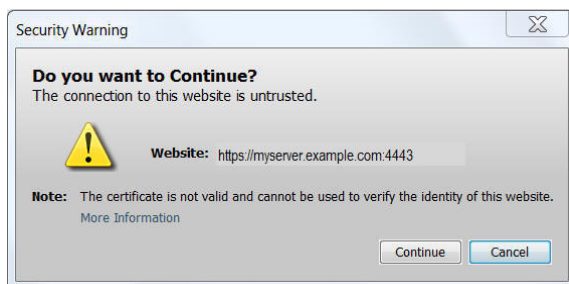 Security Warning
Do you want to Continue?
The connection to this website is untrusted.
Website: https://myserver.example.com:4443
Note: The certificate is not valid and cannot be used to verify the identity of this website.
More Information
Continue Cancel